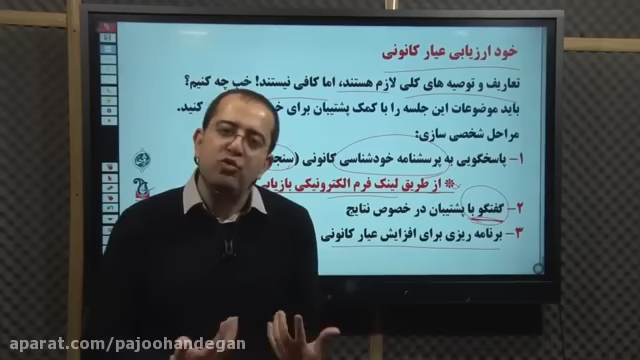 خود ارزیابی عیار کانونی
تعاریف و توصیه های کلی لازم هستند، اما کافی نیستند! خب چه کنیم؟
باید موضوعات این جلسه را با کمک پشتیبان برای کنید.
مراحل شخصی سازی:
۱- پاسخگویی به پرسشنامه خودشناسی کانونی
※ از طریق لینک فرم الکترونیکی
۲- گفتگو با پشتیبان در خصوص نتایج
۳- برنامه ریزی برای افزایش عیار کانونی
aparat.com/pajoohandegan